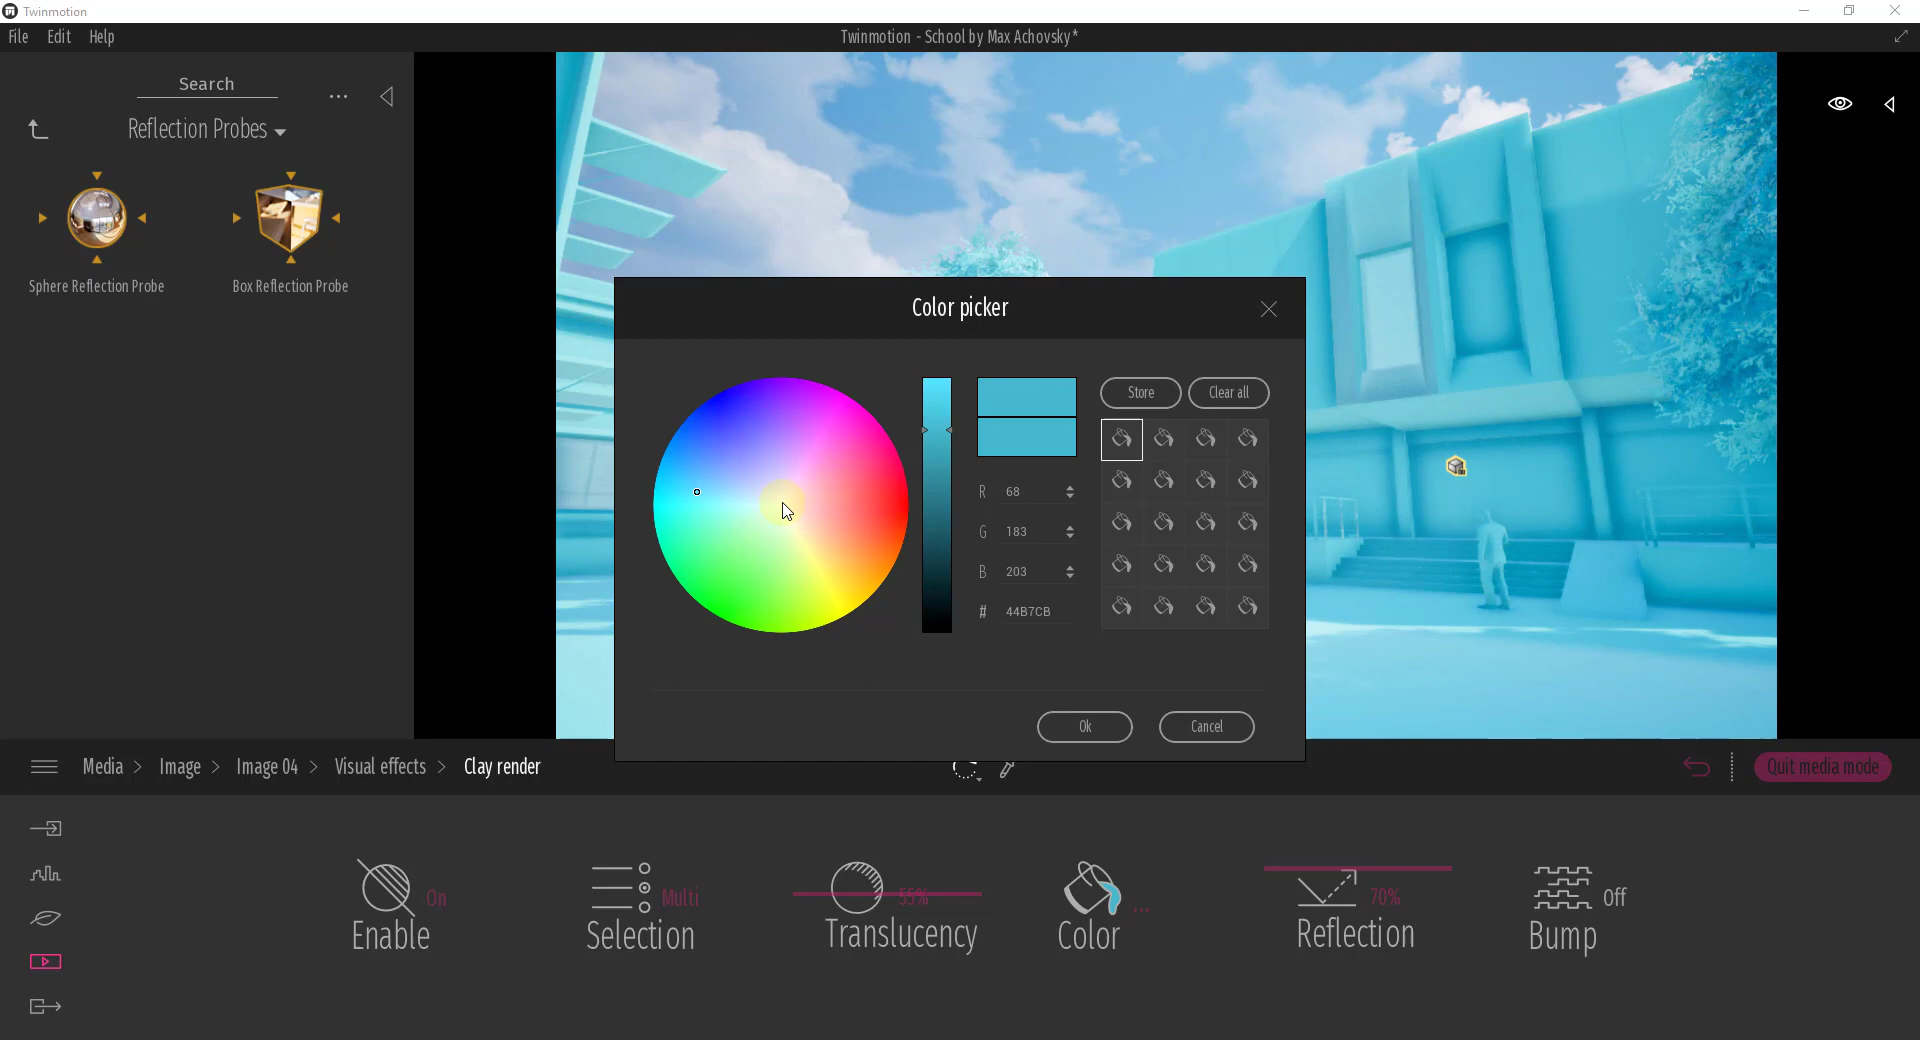 Twinmotion
File Edit Help
Twinmotion - School by Max Achovsky*
Search
...
Reflection Probes
Sphere Reflection Probe
Box Reflection Probe
Color picker
Store
Clear all
R 68
G 183
B 203
# 44B7CB
Ok
Cancel
Media > Image > Image 04 > Visual effects > Clay render
Quit media mode
On
Enable
Multi
Selection
55%
Translucency
...
Color
70%
Reflection
Off
Bump